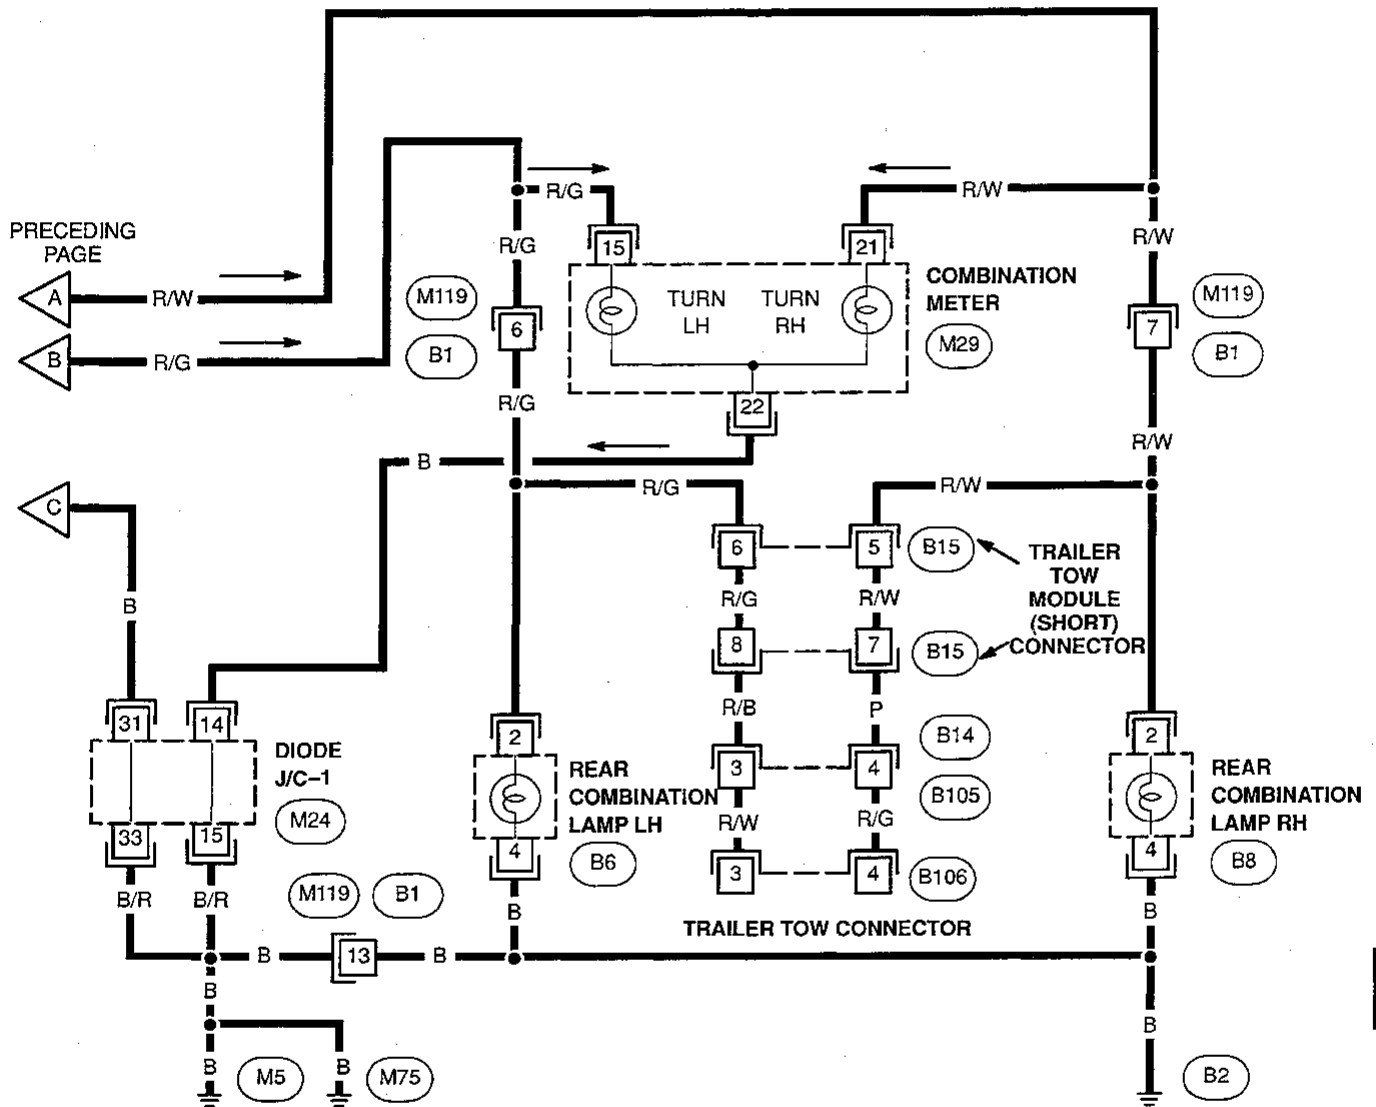 R/G
R/W
PRECEDING
PAGE
R/G
R/W
15
21
A
R/W
M119
TURN
LH
TURN
RH
COMBINATION
METER
M119
6
7
B
R/G
B1
M29
B1
R/G
22
R/W
B
R/G
R/W
C
6
5
B15
TRAILER
TOW
MODULE
(SHORT)
CONNECTOR
B
R/G
R/W
8
7
B15
31
14
R/B
P
2
B14
2
DIODE
J/C–1
REAR
COMBINATION
LAMP LH
3
4
REAR
COMBINATION
LAMP RH
M24
B105
33
15
R/W
R/G
4
4
B6
3
4
B106
B8
B/R
B/R
M119
B1
B
B
TRAILER TOW CONNECTOR
B
13
B
B
B
B
B
M5
M75
B2